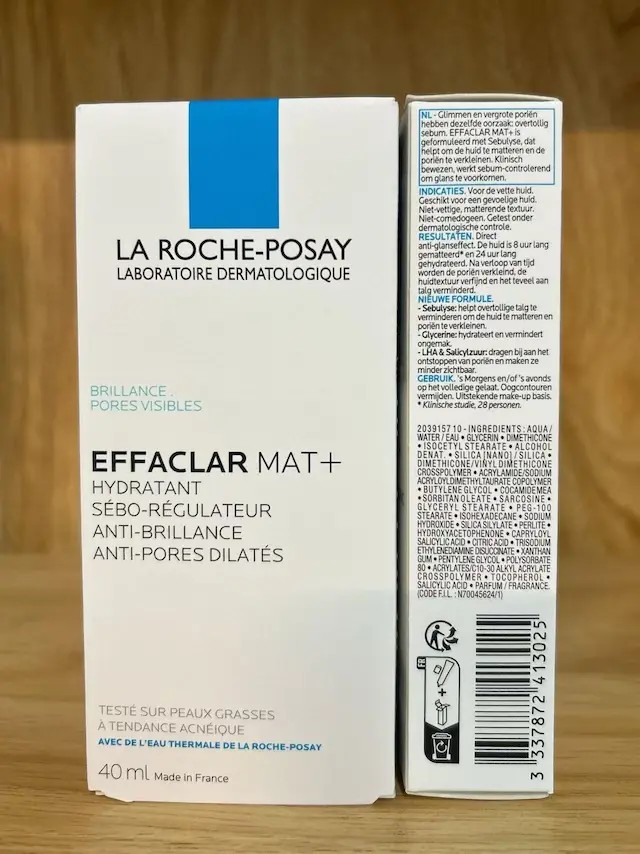 LA ROCHE-POSAY
LABORATOIRE DERMATOLOGIQUE
BRILLANCE .
PORES VISIBLES
EFFACLAR MAT+
HYDRATANT
SÉBO-RÉGULATEUR
ANTI-BRILLANCE
ANTI-PORES DILATÉS
TESTÉ SUR PEAUX GRASSES
À TENDANCE ACNÉIQUE
AVEC DE L'EAU THERMALE DE LA ROCHE-POSAY
40 ml Made in France
NL - Glimmen en vergrote poriën
hebben dezelfde oorzaak: overtollig
sebum. EFFACLAR MAT+ is
geformuleerd met Sebulyse, dat
helpt om de huid te matteren en de
poriën te verkleinen. Klinisch
bewezen, werkt sebum-controlerend
om glans te voorkomen.
INDICATIES. Voor de vette huid.
Geschikt voor een gevoelige huid.
Niet-vettige, matterende textuur.
Niet-comedogeen. Getest onder
dermatologische controle.
RESULTATEN. Direct
anti-glanseffect. De huid is 8 uur lang
gematteerd* en 24 uur lang
gehydrateerd. Na verloop van tijd
worden de poriën verkleind, de
huidtextuur verfijnd en het teveel aan
talg verminderd.
NIEUWE FORMULE.
- Sebulyse: helpt overtollige talg te
verminderen om de huid te matteren en
poriën te verkleinen.
- Glycerine: hydrateert en vermindert
ongemak.
- LHA & Salicylzuur: dragen bij aan het
ontstoppen van poriën en maken ze
minder zichtbaar.
GEBRUIK. 's Morgens en/of 's avonds
op het volledige gelaat. Oogcontouren
vermijden. Uitstekende make-up basis.
* Klinische studie, 28 personen.
203915710 - INGREDIENTS : AQUA /
WATER / EAU • GLYCERIN • DIMETHICONE
• ISOCETYL STEARATE • ALCOHOL
DENAT. • SILICA [NANO] / SILICA •
DIMETHICONE/VINYL DIMETHICONE
CROSSPOLYMER • ACRYLAMIDE/SODIUM
ACRYLOYLDIMETHYLTAURATE COPOLYMER
• BUTYLENE GLYCOL • COCAMIDE MEA
• SORBITAN OLEATE • SARCOSINE •
GLYCERYL STEARATE • PEG-100
STEARATE • ISOHEXADECANE • SODIUM
HYDROXIDE • SILICA SILYLATE • PERLITE •
HYDROXYACETOPHENONE • CAPRYLOYL
SALICYLIC ACID • CITRIC ACID • TRISODIUM
ETHYLENEDIAMINE DISUCCINATE • XANTHAN
GUM • PENTYLENE GLYCOL • POLYSORBATE
80 • ACRYLATES/C10-30 ALKYL ACRYLATE
CROSSPOLYMER • TOCOPHEROL •
SALICYLIC ACID • PARFUM / FRAGRANCE.
(CODE F.I.L. : N70045624/1)
FR
+
3 337872 413025